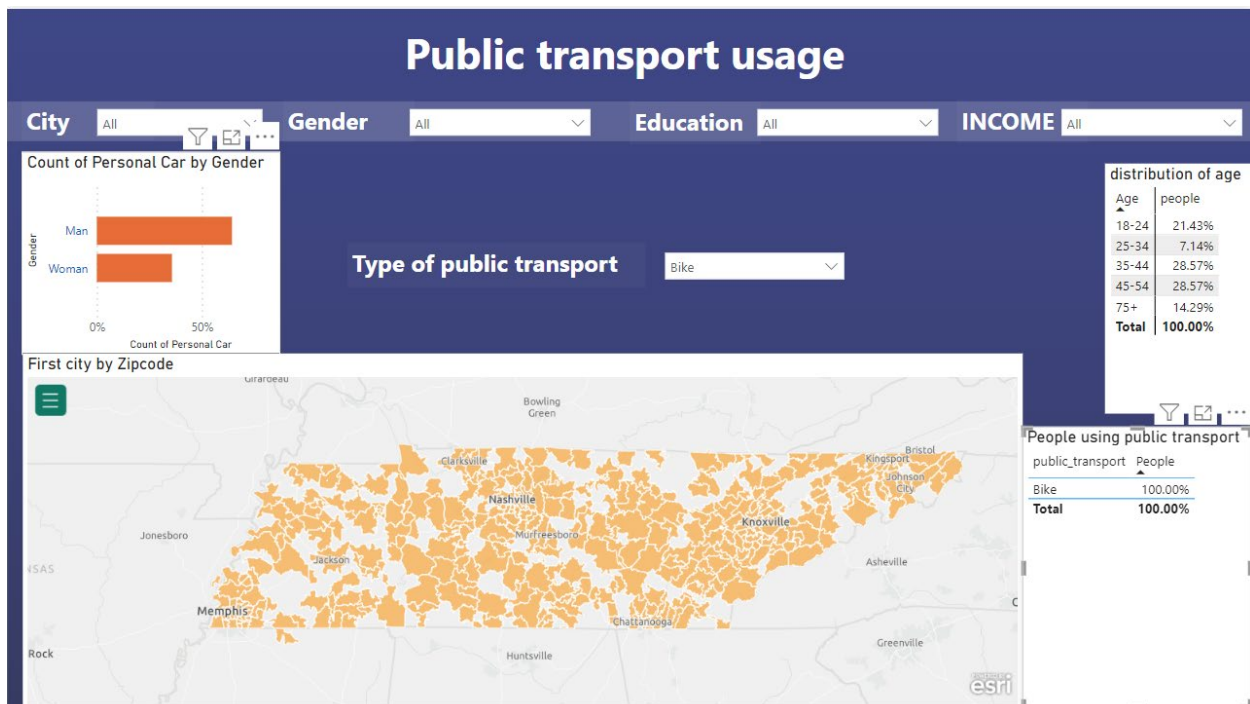 Public transport usage
City All Gender All Education All INCOME All
Count of Personal Car by Gender
Gender
Man
Woman
0% 50%
Count of Personal Car
Type of public transport Bike
distribution of age
Age people
18-24 21.43%
25-34 7.14%
35-44 28.57%
45-54 28.57%
75+ 14.29%
Total 100.00%
First city by Zipcode
Girardeau
Bowling
Green
Clarksville
Bristol
Kingsport
Johnson
City
Nashville
Knoxville
Jonesboro
Murfreesboro
Jackson
Asheville
NSAS
Memphis
Chattanooga
C
Greenville
Rock
Huntsville
esri
People using public transport
public_transport People
Bike 100.00%
Total 100.00%